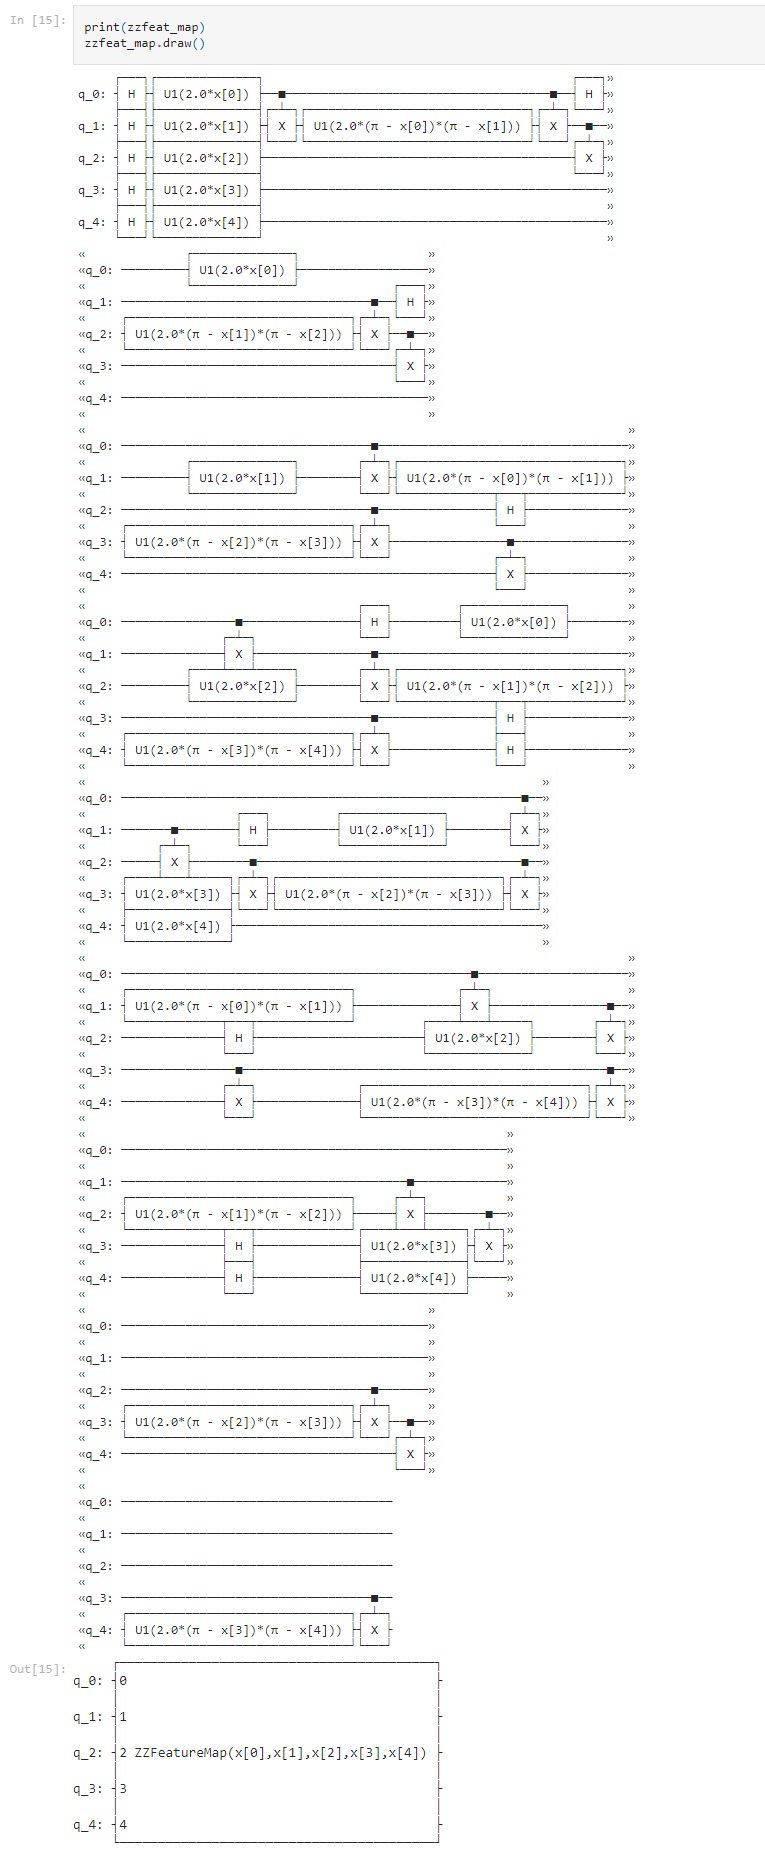 In [15]:
print(zzfeat_map)
zzfeat_map.draw()
q_0: H U1(2.0*x[0]) H »
q_1: H U1(2.0*x[1]) X U1(2.0*(π - x[0])*(π - x[1])) X »
q_2: H U1(2.0*x[2]) X »
q_3: H U1(2.0*x[3]) »
q_4: H U1(2.0*x[4]) »
«q_0: U1(2.0*x[0]) »
«q_1: H »
«q_2: U1(2.0*(π - x[1])*(π - x[2])) X »
«q_3: X »
«q_4: »
«q_0: »
«q_1: U1(2.0*x[1]) X U1(2.0*(π - x[0])*(π - x[1])) »
«q_2: H »
«q_3: U1(2.0*(π - x[2])*(π - x[3])) X »
«q_4: X »
«q_0: H U1(2.0*x[0]) »
«q_1: X »
«q_2: U1(2.0*x[2]) X U1(2.0*(π - x[1])*(π - x[2])) »
«q_3: H »
«q_4: U1(2.0*(π - x[3])*(π - x[4])) X H »
«q_0: »
«q_1: H U1(2.0*x[1]) X »
«q_2: X »
«q_3: U1(2.0*x[3]) X U1(2.0*(π - x[2])*(π - x[3])) X »
«q_4: U1(2.0*x[4]) »
«q_0: »
«q_1: U1(2.0*(π - x[0])*(π - x[1])) X »
«q_2: H U1(2.0*x[2]) X »
«q_3: »
«q_4: X U1(2.0*(π - x[3])*(π - x[4])) X »
«q_0: »
«q_1: »
«q_2: U1(2.0*(π - x[1])*(π - x[2])) X »
«q_3: H U1(2.0*x[3]) X »
«q_4: H U1(2.0*x[4]) »
«q_0: »
«q_1: »
«q_2: »
«q_3: U1(2.0*(π - x[2])*(π - x[3])) X »
«q_4: X »
«q_0:
«q_1:
«q_2:
«q_3:
«q_4: U1(2.0*(π - x[3])*(π - x[4])) X
Out[15]:
q_0: 0
q_1: 1
q_2: 2 ZZFeatureMap(x[0],x[1],x[2],x[3],x[4])
q_3: 3
q_4: 4